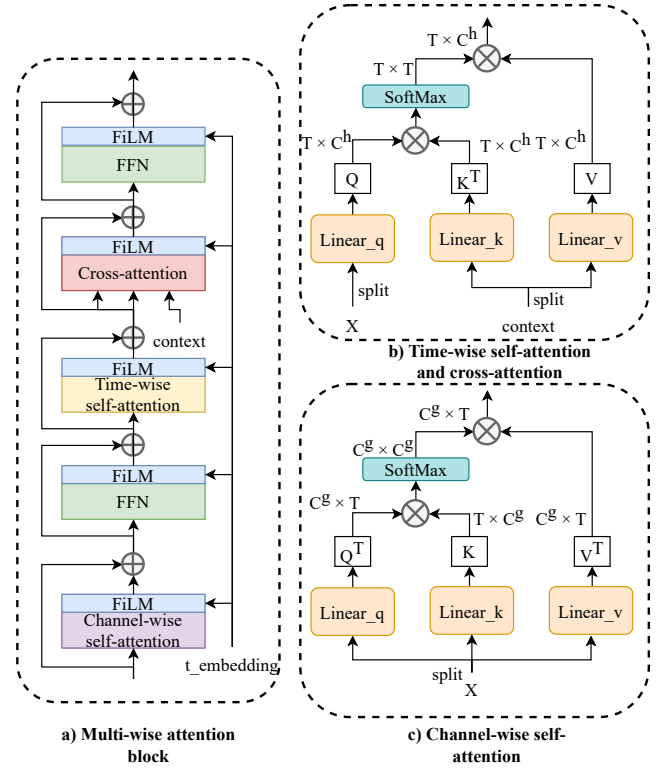 FiLM
FFN
FiLM
Cross-attention
context
FiLM
Time-wise
self-attention
FiLM
FFN
FiLM
Channel-wise
self-attention
t_embedding
a) Multi-wise attention
block
T × C^h
T × T
SoftMax
T × C^h
T × C^h
T × C^h
Q
K^T
V
Linear_q
Linear_k
Linear_v
split
split
X
context
b) Time-wise self-attention
and cross-attention
C^g × T
C^g × C^g
SoftMax
C^g × T
T × C^g
C^g × T
Q^T
K
V^T
Linear_q
Linear_k
Linear_v
split
X
c) Channel-wise self-
attention